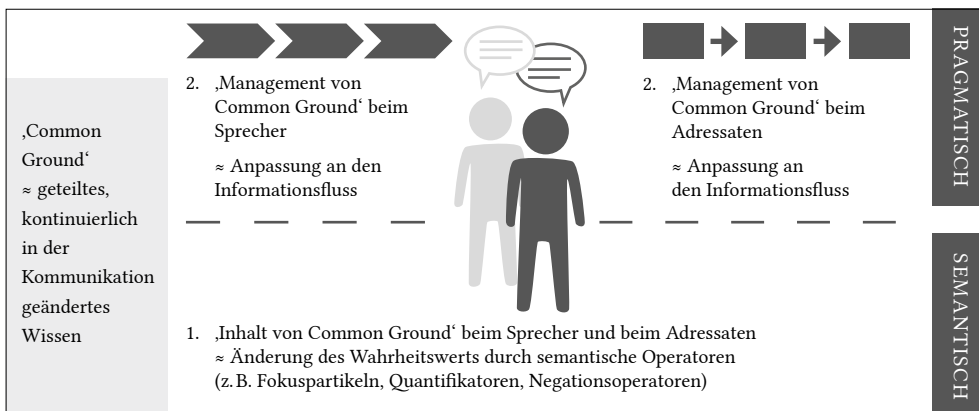 ‚Common
Ground‘
≈ geteiltes,
kontinuierlich
in der
Kommunikation
geändertes
Wissen
2. ‚Management von
Common Ground‘ beim
Sprecher
≈ Anpassung an den
Informationsfluss
2. ‚Management von
Common Ground‘ beim
Adressaten
≈ Anpassung an
den Informationsfluss
1. ‚Inhalt von Common Ground‘ beim Sprecher und beim Adressaten
≈ Änderung des Wahrheitswerts durch semantische Operatoren
(z. B. Fokuspartikeln, Quantifikatoren, Negationsoperatoren)
PRAGMATISCH
SEMANTISCH